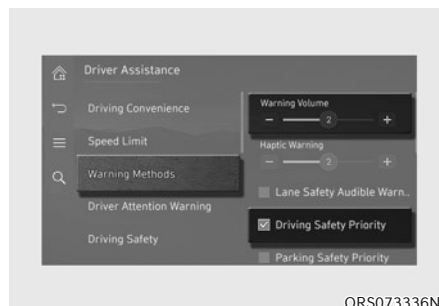 Driver Assistance
Driving Convenience
Speed Limit
Warning Methods
Driver Attention Warning
Driving Safety
Warning Volume
− 2 +
Haptic Warning
− 2 +
Lane Safety Audible Warn..
Driving Safety Priority
Parking Safety Priority
ORS073336N